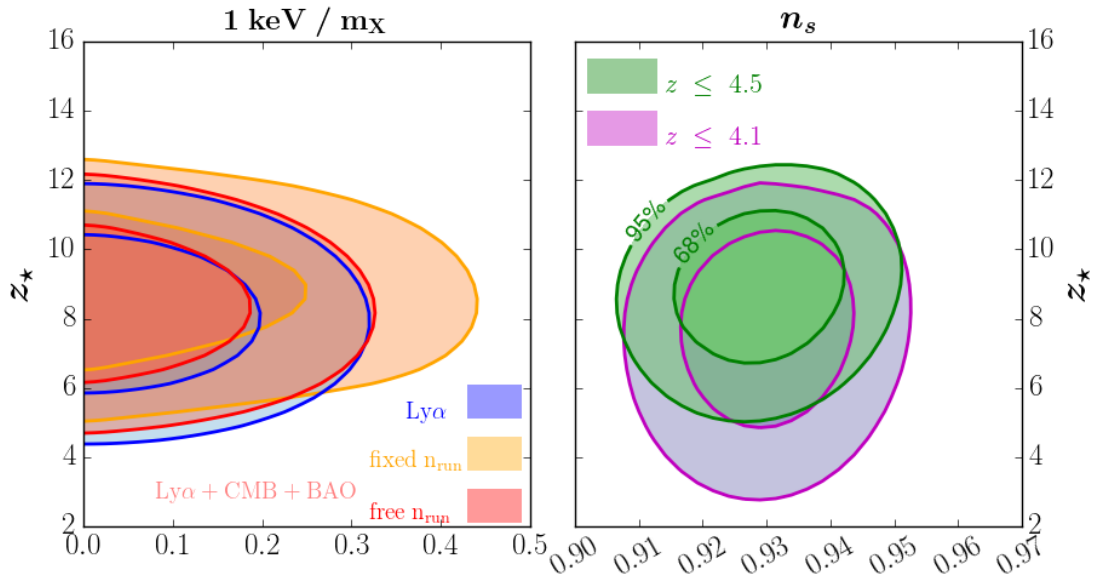 1 keV / mX
n_s
16
14
12
10
8
6
4
2
z⋆
0.0 0.1 0.2 0.3 0.4 0.5
Lyα
fixed n_run
Lyα + CMB + BAO
free n_run
z ≤ 4.5
z ≤ 4.1
95%
68%
16
14
12
10
8
6
4
2
z⋆
0.90 0.91 0.92 0.93 0.94 0.95 0.96 0.97